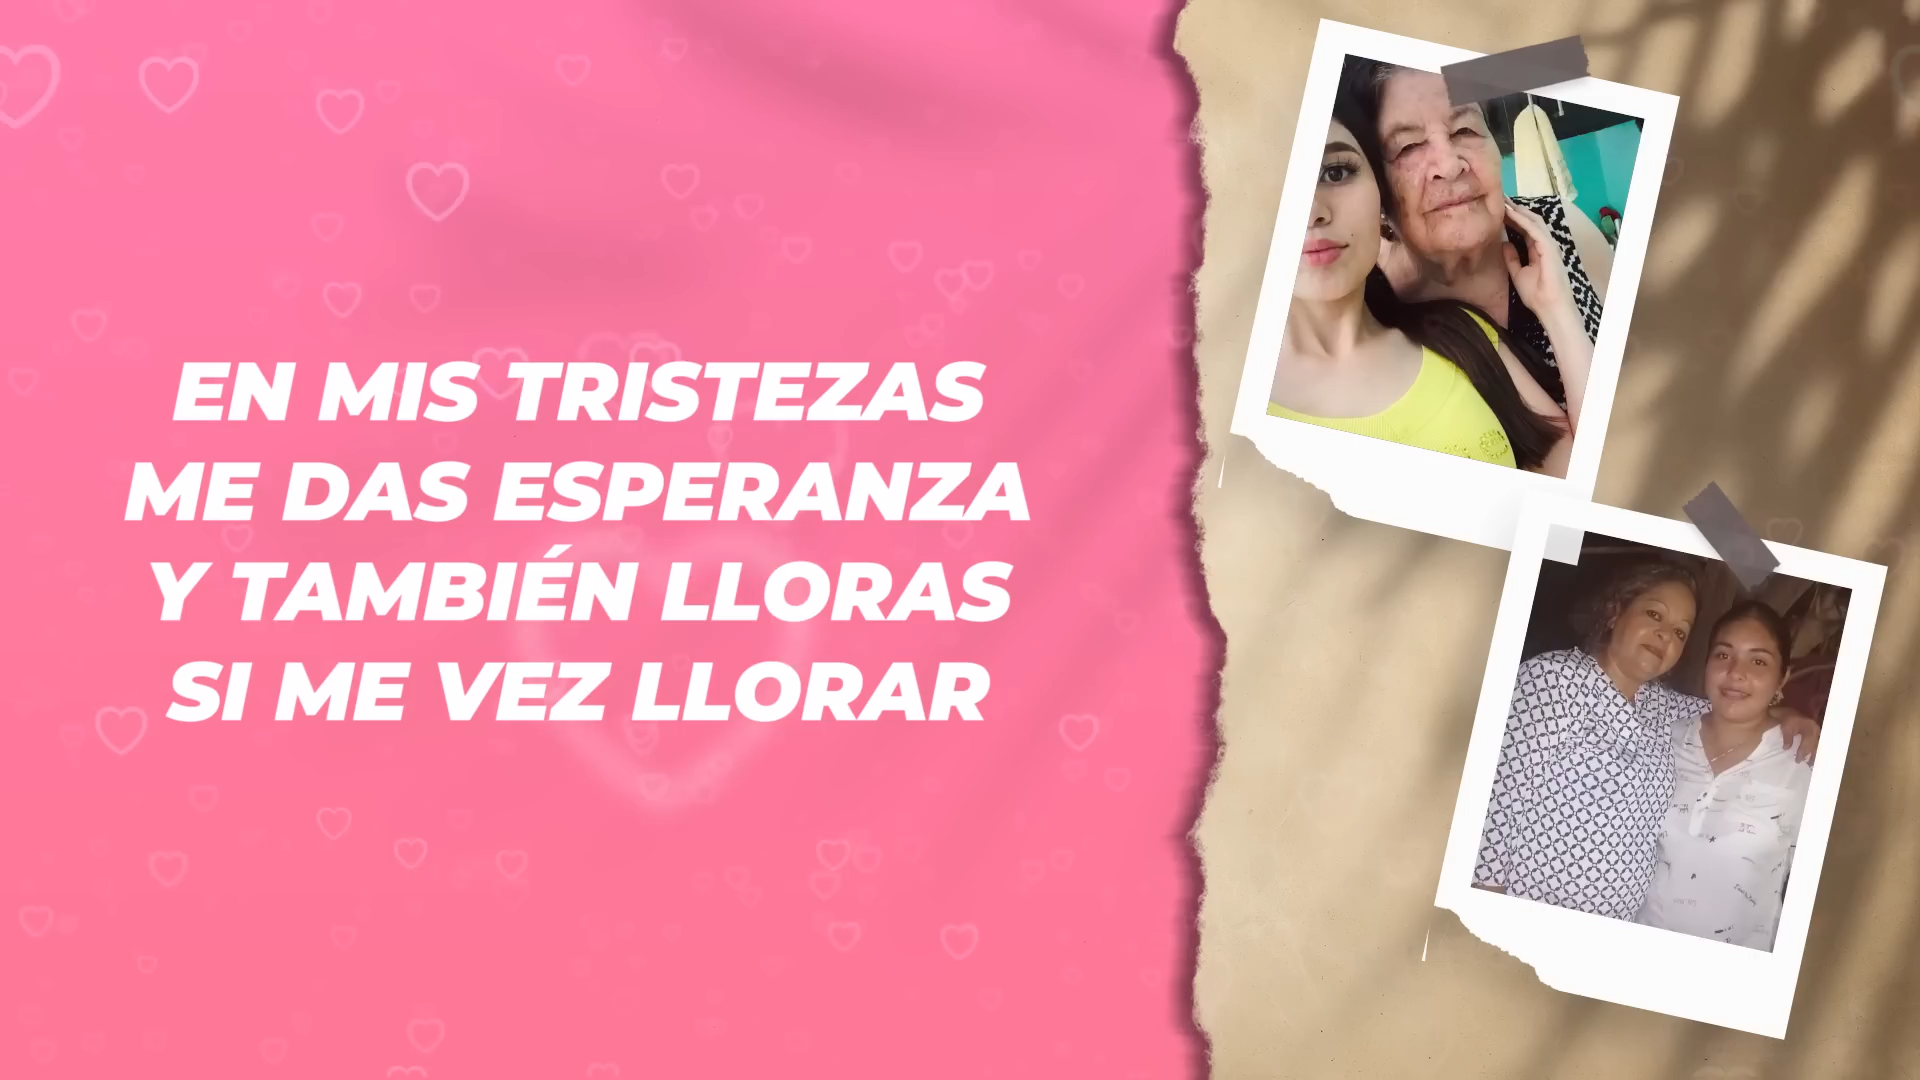 EN MIS TRISTEZAS
ME DAS ESPERANZA
Y TAMBIÉN LLORAS
SI ME VEZ LLORAR